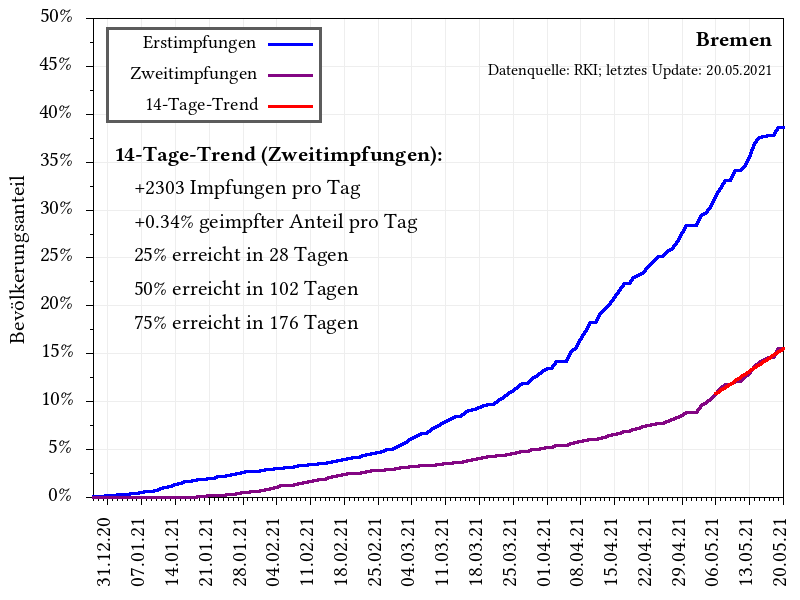 50%
45%
40%
35%
30%
25%
20%
15%
10%
5%
0%
Bevölkerungsanteil
Erstimpfungen
Zweitimpfungen
14-Tage-Trend
Bremen
Datenquelle: RKI; letztes Update: 20.05.2021
14-Tage-Trend (Zweitimpfungen):
+2303 Impfungen pro Tag
+0.34% geimpfter Anteil pro Tag
25% erreicht in 28 Tagen
50% erreicht in 102 Tagen
75% erreicht in 176 Tagen
31.12.20
07.01.21
14.01.21
21.01.21
28.01.21
04.02.21
11.02.21
18.02.21
25.02.21
04.03.21
11.03.21
18.03.21
25.03.21
01.04.21
08.04.21
15.04.21
22.04.21
29.04.21
06.05.21
13.05.21
20.05.21